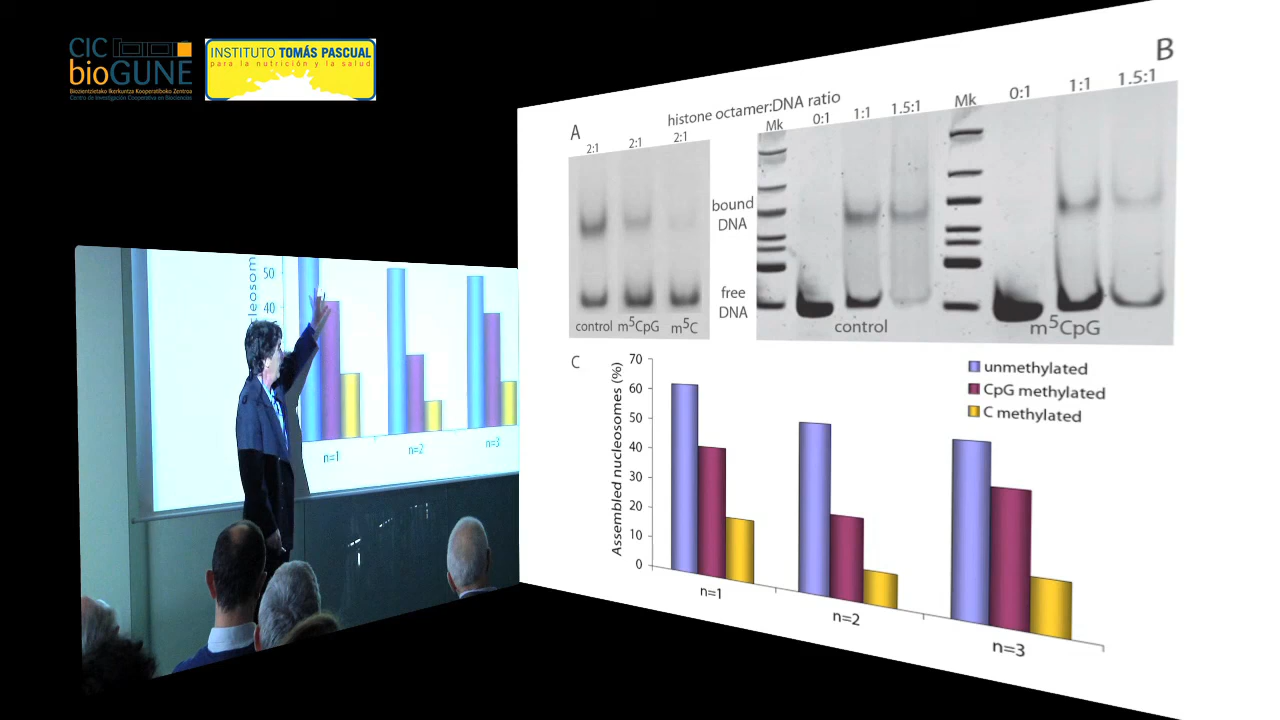 CIC
bioGUNE
Biozientzietako Ikerkuntza Kooperatiboko Zentroa
Centro de Investigación Cooperativa en Biociencias
INSTITUTO TOMÁS PASCUAL
para la nutrición y la salud
B
A
histone octamer:DNA ratio
2:1 2:1 2:1
Mk 0:1 1:1 1.5:1
Mk 0:1 1:1 1.5:1
bound
DNA
free
DNA
control m⁵CpG m⁵C
control
m⁵CpG
C
Assembled nucleosomes (%)
70
60
50
40
30
20
10
0
unmethylated
CpG methylated
C methylated
n=1
n=2
n=3
50
40
n=1
n=2
n=3